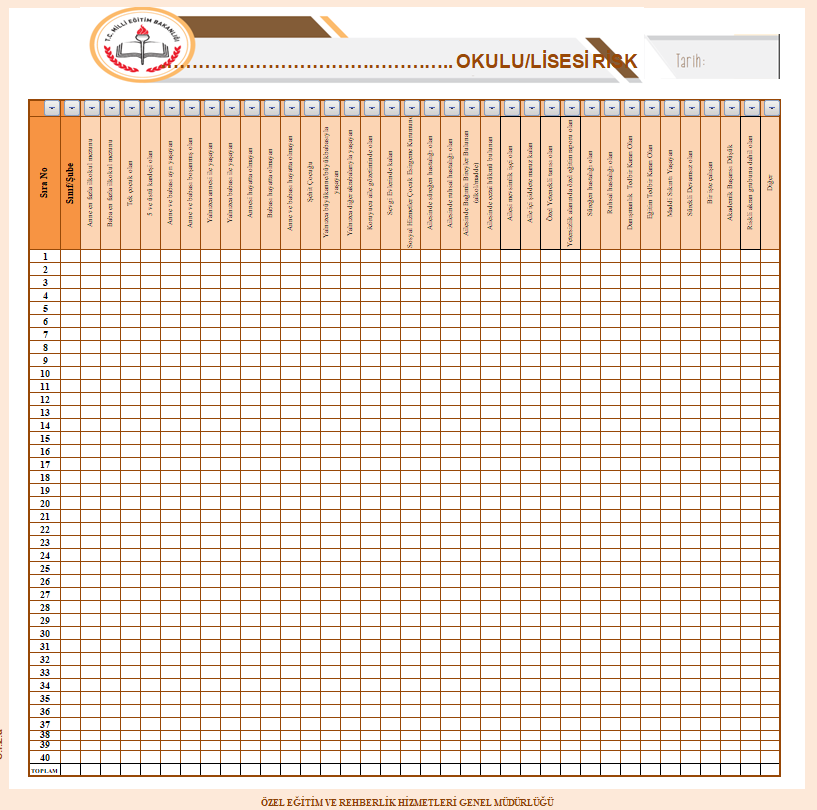 T.C. MİLLÎ EĞİTİM BAKANLIĞI
OKULU/LİSESİ RİSK
Tarih:
Sıra No
Sınıf/Şube
Anne en fazla ilkokul mezunu
Baba en fazla ilkokul mezunu
Tek çocuk olan
5 ve üstü kardeşi olan
Anne ve babası ayrı yaşayan
Anne ve babası boşanmış olan
Yalnızca annesi ile yaşayan
Yalnızca babası ile yaşayan
Annesi hayatta olmayan
Babası hayatta olmayan
Anne ve babası hayatta olmayan
Şehit Çocuğu
Yalnızca büyükanne/büyükbabasıyla
yaşayan
Yalnızca diğer akrabalarıyla yaşayan
Koruyucu aile gözetiminde olan
Sevgi Evlerinde kalan
Sosyal Hizmetler Çocuk Esirgeme Kurumunda
Ailesinde süreğen hastalığı olan
Ailesinde ruhsal hastalığı olan
Ailesinde Bağımlı Bireyler Bulunan
(alkol/madde)
Ailesinde ceza hükmü bulunan
Ailesi mevsimlik işçi olan
Aile içi şiddete maruz kalan
Özel Yetenekli tanısı olan
Yetersizlik alanında özel eğitim raporu olan
Süreğen hastalığı olan
Ruhsal hastalığı olan
Danışmanlık Tedbir Kararı Olan
Eğitim Tedbir Kararı Olan
Maddi Sıkıntı Yaşayan
Sürekli Devamsız olan
Bir işte çalışan
Akademik Başarısı Düşük
Riskli akran grubuna dahil olan
Diğer
1
2
3
4
5
6
7
8
9
10
11
12
13
14
15
16
17
18
19
20
21
22
23
24
25
26
27
28
29
30
31
32
33
34
35
36
37
38
39
40
TOPLAM
ÖZEL EĞİTİM VE REHBERLİK HİZMETLERİ GENEL MÜDÜRLÜĞÜ